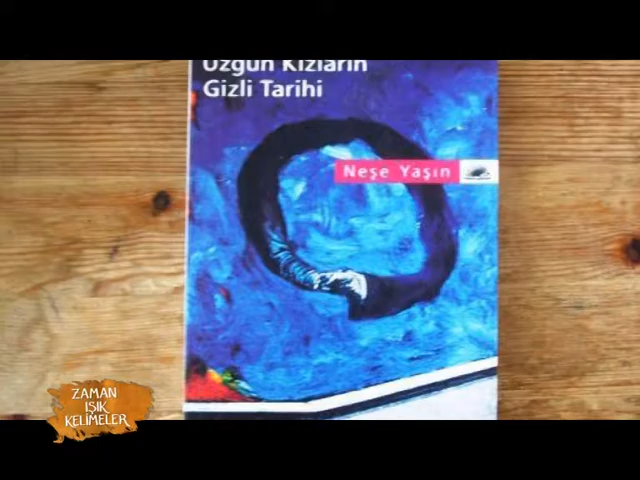 Üzgün Kızların
Gizli Tarihi
Neşe Yaşın
ZAMAN
IŞIK
KELİMELER